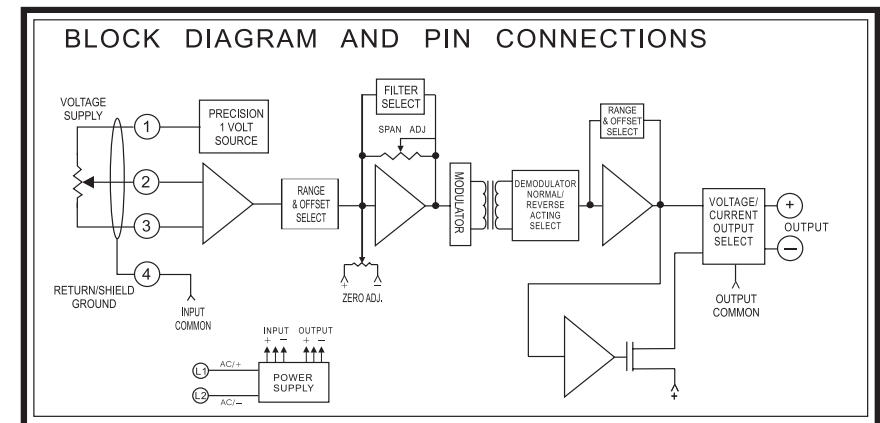 BLOCK DIAGRAM AND PIN CONNECTIONS
VOLTAGE
SUPPLY
1
PRECISION
1 VOLT
SOURCE
2
3
4
RETURN/SHIELD
GROUND
INPUT
COMMON
RANGE
& OFFSET
SELECT
FILTER
SELECT
SPAN ADJ
+ −
ZERO ADJ.
MODULATOR
DEMODULATOR
NORMAL/
REVERSE
ACTING
SELECT
RANGE
& OFFSET
SELECT
VOLTAGE/
CURRENT
OUTPUT
SELECT
+
OUTPUT
−
OUTPUT
COMMON
+
INPUT OUTPUT
+ − + −
L1 AC/+
L2 AC/−
POWER
SUPPLY